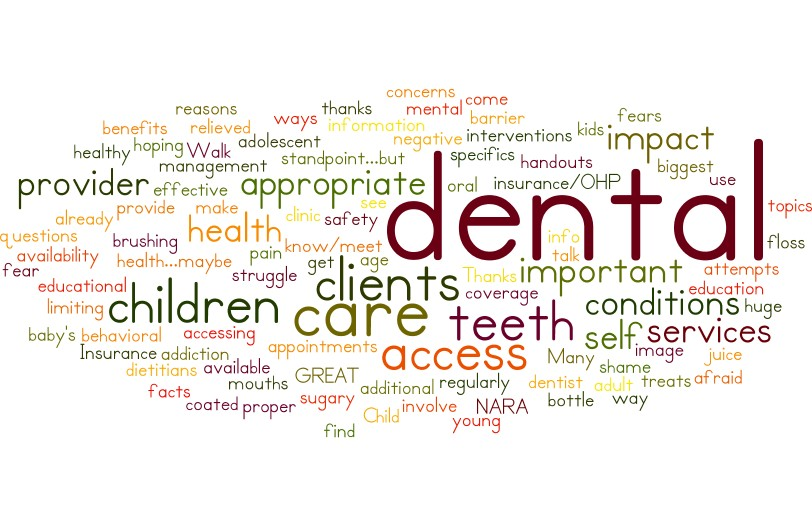 concerns
reasons thanks mental come
ways barrier fears
benefits relieved information kids
healthy hoping Walk adolescent negative interventions impact
management standpoint...but specifics handouts biggest
provider effective appropriate oral insurance/OHP use
dental
already provide make clinic see safety topics
questions brushing health know/meet info floss
availability health...maybe pain get age talk
fear struggle clients Thanks important attempts
educational coverage education
limiting children care teeth conditions huge
baby's behavioral accessing self services
Insurance addiction appointments access Many image juice
dietitians available GREAT shame
facts mouths additional regularly dentist adult treats afraid
coated proper sugary Child involve NARA bottle way
find young